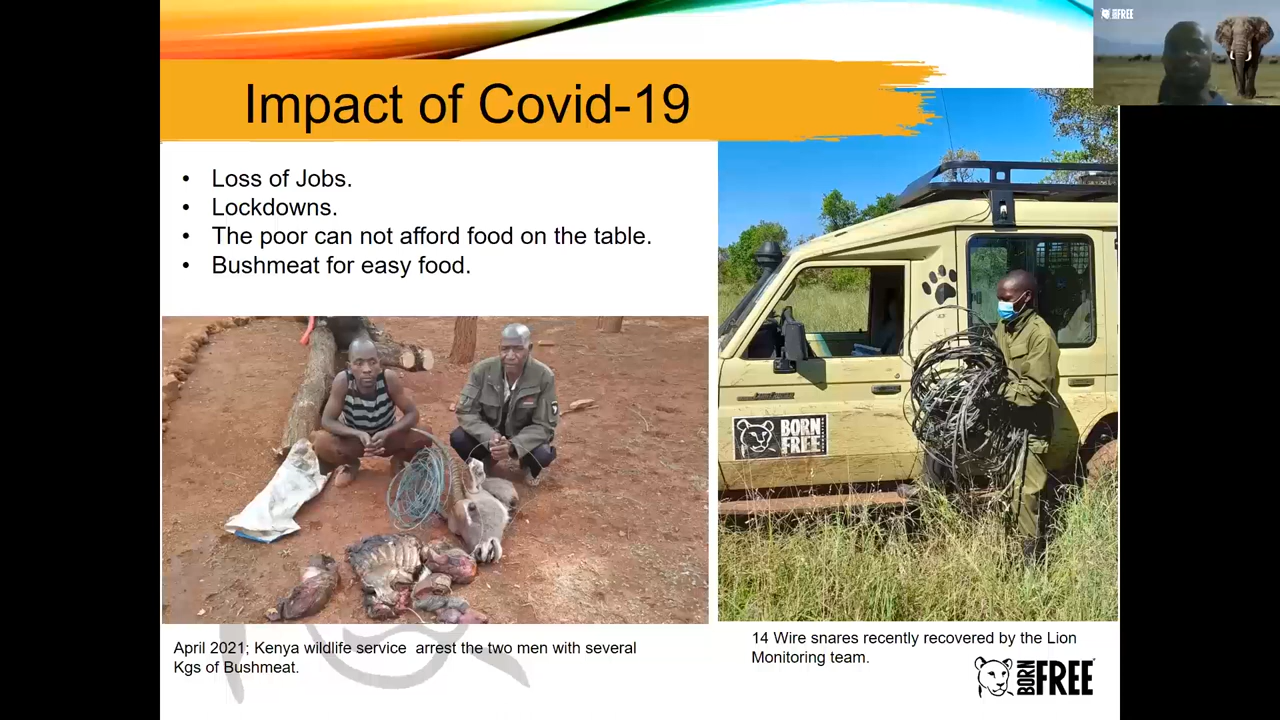 BORN FREE
Impact of Covid-19
• Loss of Jobs.
• Lockdowns.
• The poor can not afford food on the table.
• Bushmeat for easy food.
BORN
FREE
April 2021; Kenya wildlife service arrest the two men with several
Kgs of Bushmeat.
14 Wire snares recently recovered by the Lion
Monitoring team.
BORN FREE